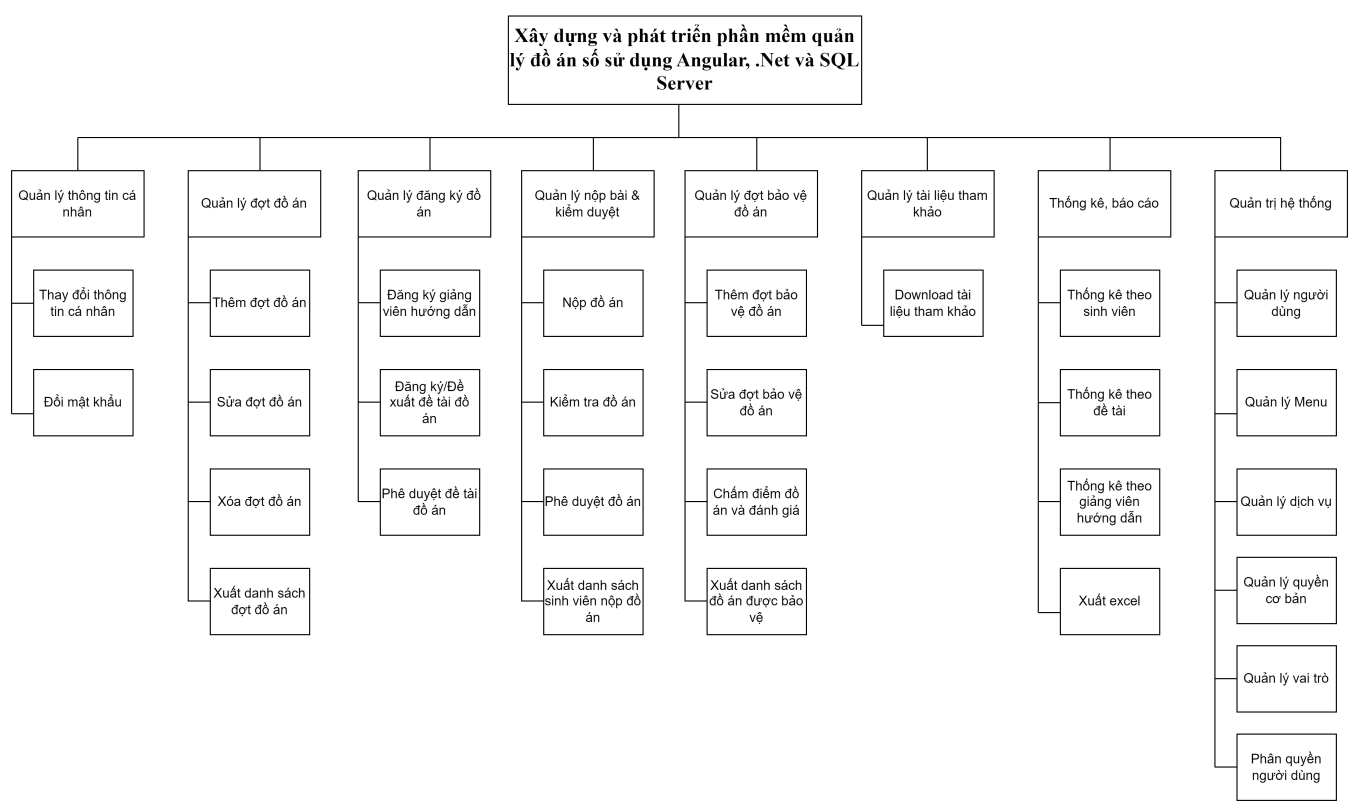 Xây dựng và phát triển phần mềm quản
lý đồ án số sử dụng Angular, .Net và SQL
Server
Quản lý thông tin cá
nhân
Thay đổi thông
tin cá nhân
Đổi mật khẩu
Quản lý đợt đồ án
Thêm đợt đồ án
Sửa đợt đồ án
Xóa đợt đồ án
Xuất danh sách
đợt đồ án
Quản lý đăng ký đồ
án
Đăng ký giảng
viên hướng dẫn
Đăng ký/Đề
xuất đề tài đồ
án
Phê duyệt đề tài
đồ án
Quản lý nộp bài &
kiểm duyệt
Nộp đồ án
Kiểm tra đồ án
Phê duyệt đồ án
Xuất danh sách
sinh viên nộp đồ
án
Quản lý đợt bảo vệ
đồ án
Thêm đợt bảo
vệ đồ án
Sửa đợt bảo vệ
đồ án
Chấm điểm đồ
án và đánh giá
Xuất danh sách
đồ án được bảo
vệ
Quản lý tài liệu tham
khảo
Download tài
liệu tham khảo
Thống kê, báo cáo
Thống kê theo
sinh viên
Thống kê theo
đề tài
Thống kê theo
giảng viên
hướng dẫn
Xuất excel
Quản trị hệ thống
Quản lý người
dùng
Quản lý Menu
Quản lý dịch vụ
Quản lý quyền
cơ bản
Quản lý vai trò
Phân quyền
người dùng